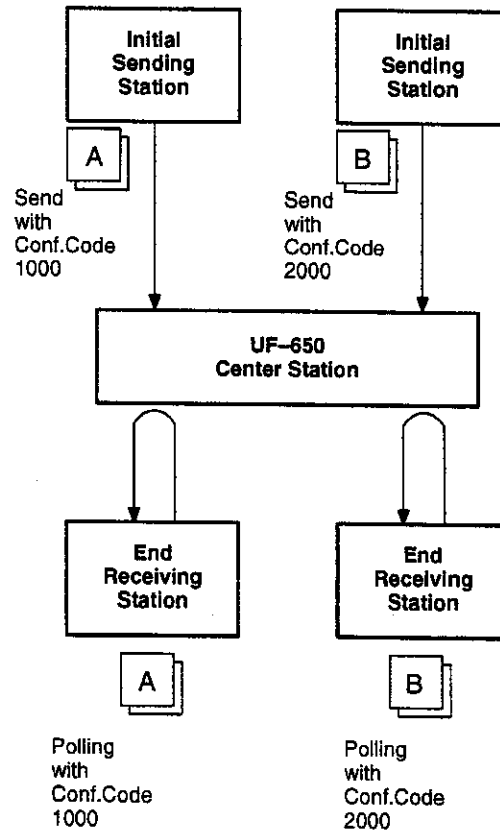 Initial
Sending
Station
Initial
Sending
Station
A
Send
with
Conf.Code
1000
B
Send
with
Conf.Code
2000
UF–650
Center Station
End
Receiving
Station
End
Receiving
Station
A
Polling
with
Conf.Code
1000
B
Polling
with
Conf.Code
2000